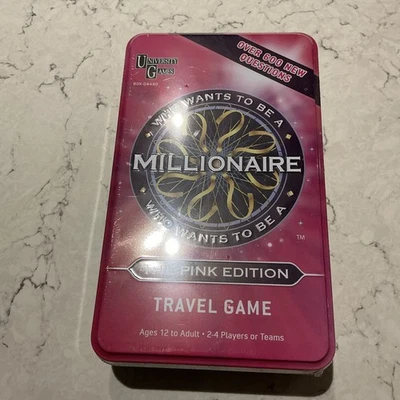 UNIVERSITY
GAMES
OVER 600 NEW
QUESTIONS
WHO WANTS TO BE A
MILLIONAIRE
WHO WANTS TO BE A
TM
PINK EDITION
TRAVEL GAME
Ages 12 to Adult • 2-4 Players or Teams